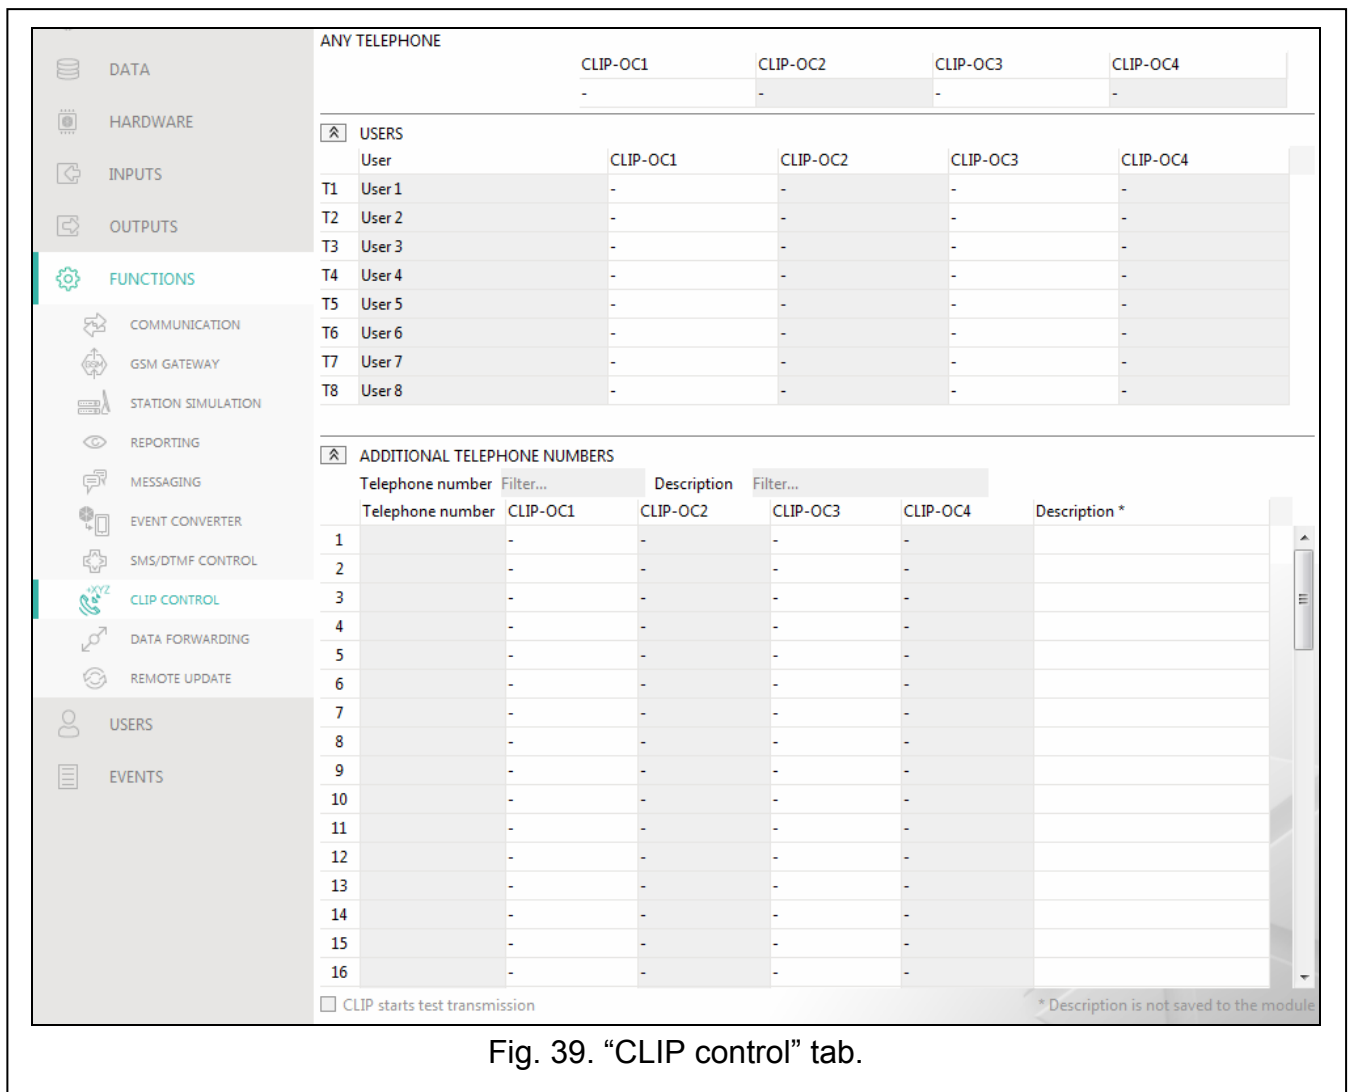 ANY TELEPHONE
CLIP-OC1 CLIP-OC2 CLIP-OC3 CLIP-OC4
- - - -
DATA
HARDWARE
INPUTS
OUTPUTS
FUNCTIONS
COMMUNICATION
GSM GATEWAY
STATION SIMULATION
REPORTING
MESSAGING
EVENT CONVERTER
SMS/DTMF CONTROL
+XYZ
CLIP CONTROL
DATA FORWARDING
REMOTE UPDATE
USERS
EVENTS
USERS
User CLIP-OC1 CLIP-OC2 CLIP-OC3 CLIP-OC4
T1 User 1 - - - -
T2 User 2 - - - -
T3 User 3 - - - -
T4 User 4 - - - -
T5 User 5 - - - -
T6 User 6 - - - -
T7 User 7 - - - -
T8 User 8 - - - -
ADDITIONAL TELEPHONE NUMBERS
Telephone number Filter... Description Filter...
Telephone number CLIP-OC1 CLIP-OC2 CLIP-OC3 CLIP-OC4 Description *
1 - - - -
2 - - - -
3 - - - -
4 - - - -
5 - - - -
6 - - - -
7 - - - -
8 - - - -
9 - - - -
10 - - - -
11 - - - -
12 - - - -
13 - - - -
14 - - - -
15 - - - -
16 - - - -
CLIP starts test transmission * Description is not saved to the module
Fig. 39. “CLIP control” tab.